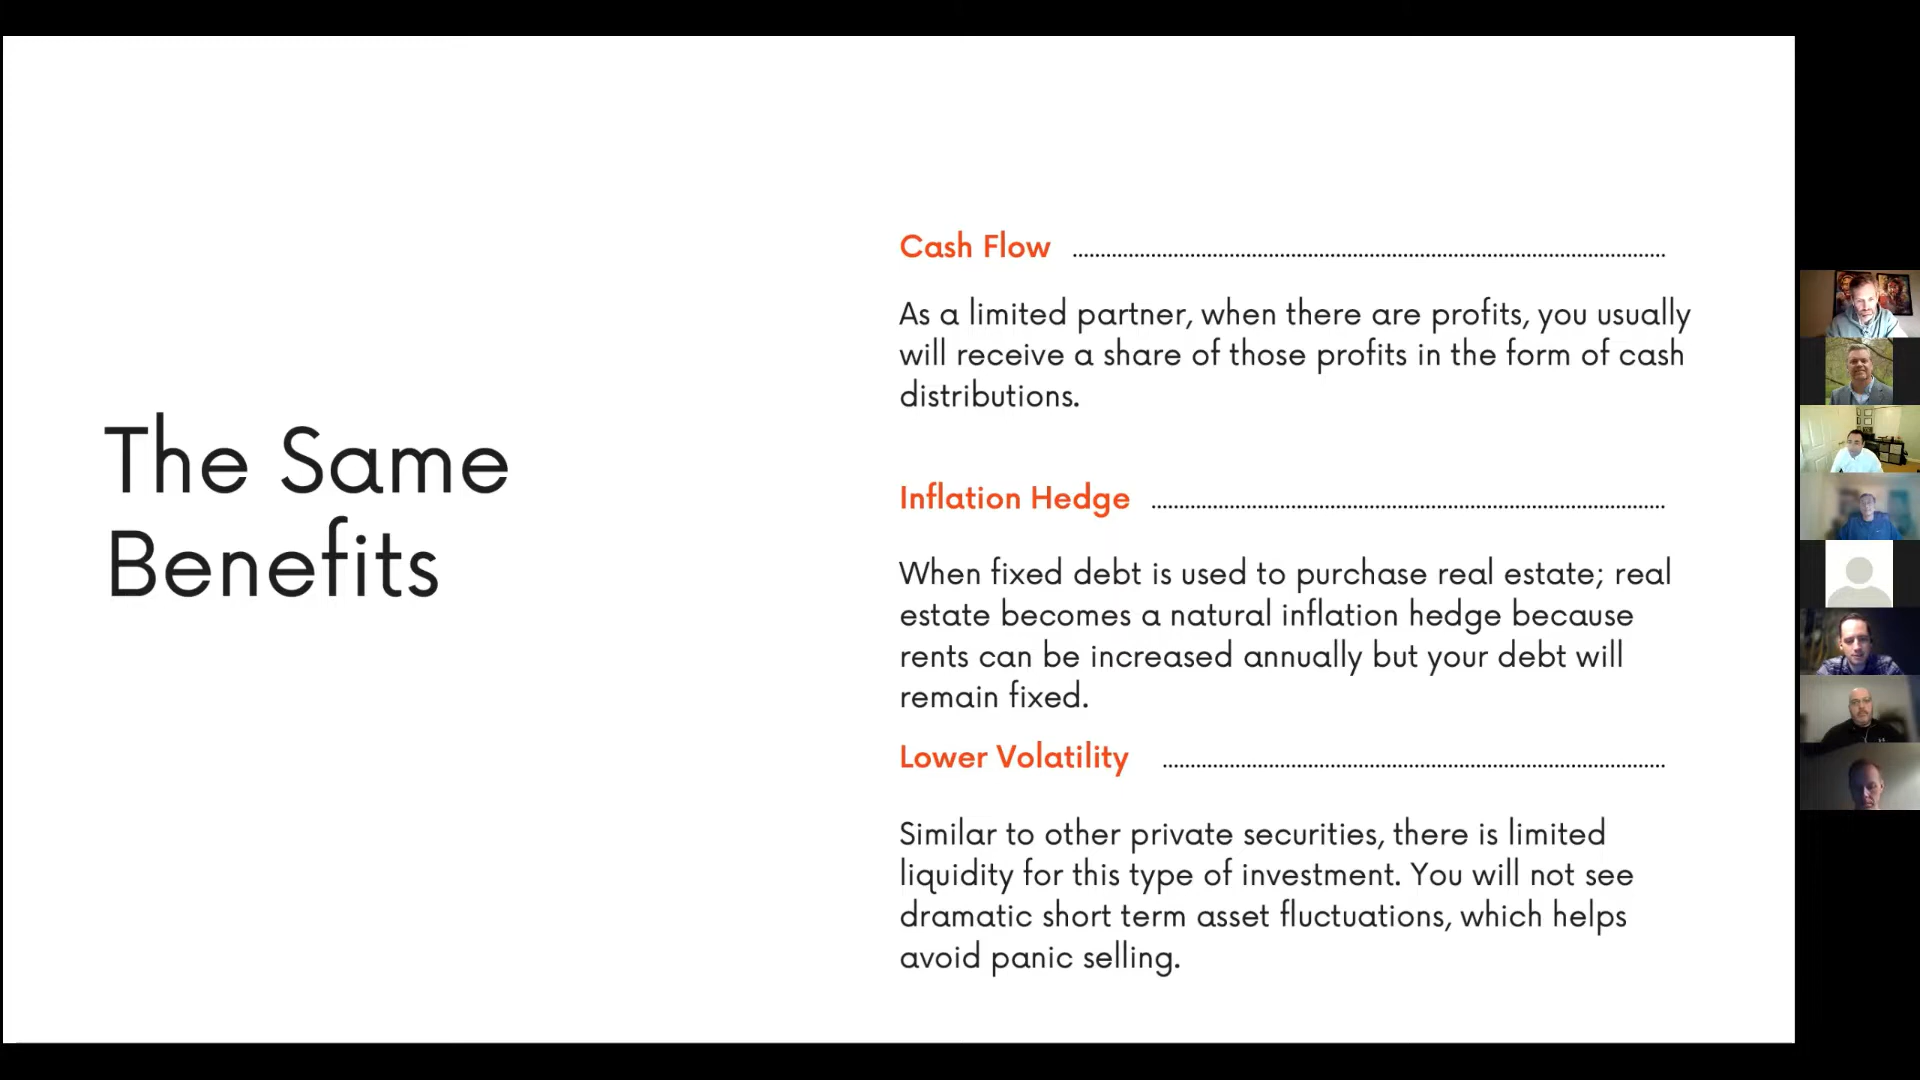 The Same
Benefits
Cash Flow
As a limited partner, when there are profits, you usually
will receive a share of those profits in the form of cash
distributions.
Inflation Hedge
When fixed debt is used to purchase real estate; real
estate becomes a natural inflation hedge because
rents can be increased annually but your debt will
remain fixed.
Lower Volatility
Similar to other private securities, there is limited
liquidity for this type of investment. You will not see
dramatic short term asset fluctuations, which helps
avoid panic selling.